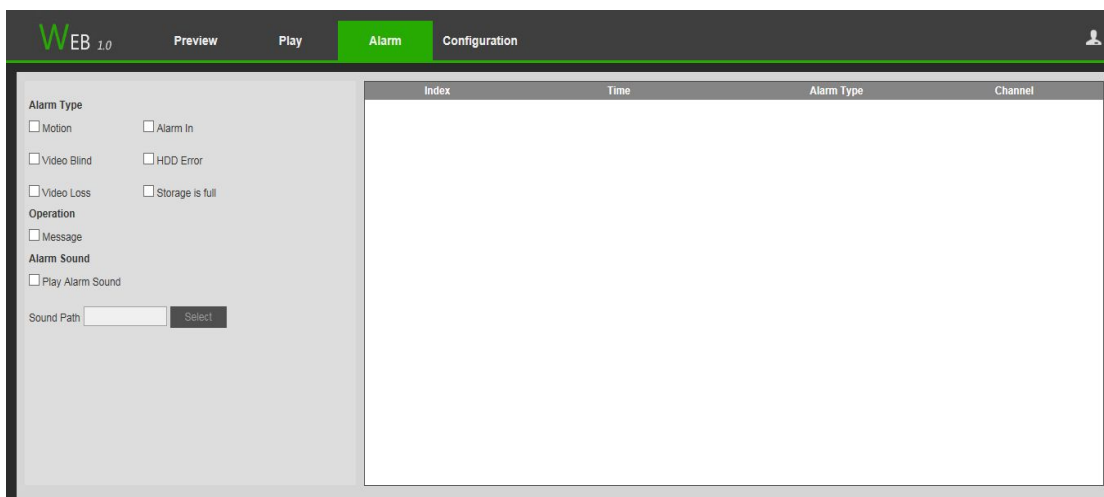 WEB 1.0 Preview Play Alarm Configuration
Index Time Alarm Type Channel
Alarm Type
Motion Alarm In
Video Blind HDD Error
Video Loss Storage is full
Operation
Message
Alarm Sound
Play Alarm Sound
Sound Path Select